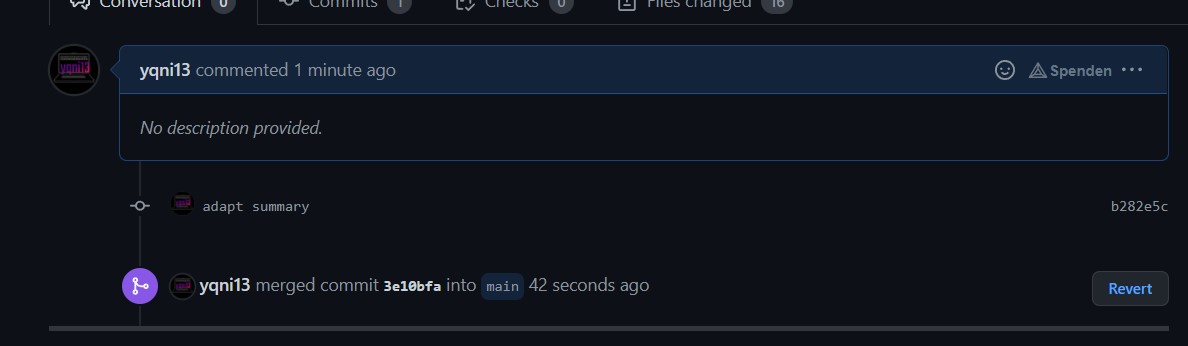 Conversation 0 Commits 1 Checks 0 Files changed 16
yqni13 commented 1 minute ago Spenden
No description provided.
adapt summary b282e5c
yqni13 merged commit 3e10bfa into main 42 seconds ago Revert